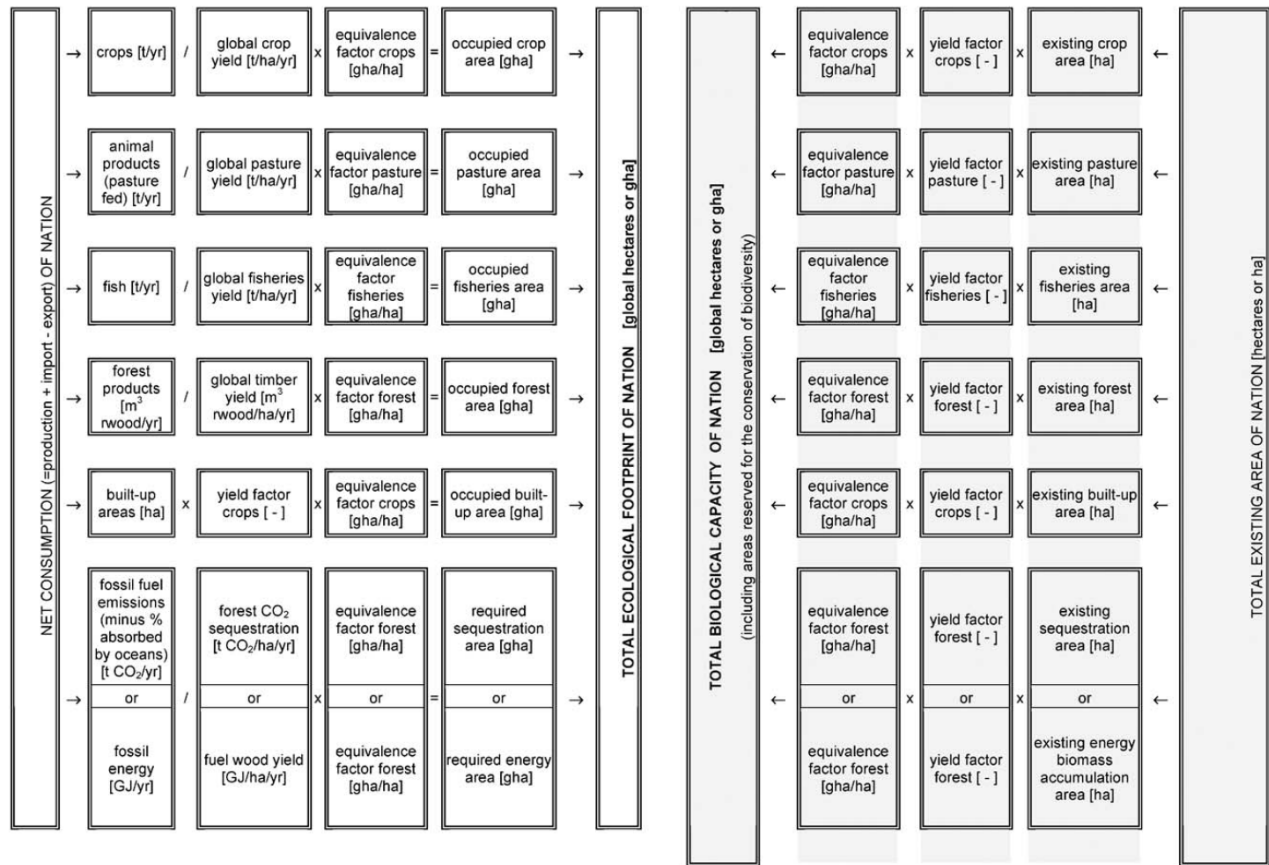 NET CONSUMPTION (=production + import - export) OF NATION
→
crops [t/yr]
/
global crop
yield [t/ha/yr]
x
equivalence
factor crops
[gha/ha]
=
occupied crop
area [gha]
→
→
animal
products
(pasture
fed) [t/yr]
/
global pasture
yield [t/ha/yr]
x
equivalence
factor pasture
[gha/ha]
=
occupied
pasture area
[gha]
→
→
fish [t/yr]
/
global fisheries
yield [t/ha/yr]
x
equivalence
factor
fisheries
[gha/ha]
=
occupied
fisheries area
[gha]
→
→
forest
products
[m³
rwood/yr]
/
global timber
yield [m³
rwood/ha/yr]
x
equivalence
factor forest
[gha/ha]
=
occupied forest
area [gha]
→
→
built-up
areas [ha]
x
yield factor
crops [ - ]
x
equivalence
factor crops
[gha/ha]
=
occupied built-
up area [gha]
→
→
fossil fuel
emissions
(minus %
absorbed
by oceans)
[t CO₂/yr]
or
fossil
energy
[GJ/yr]
/
forest CO₂
sequestration
[t CO₂/ha/yr]
or
fuel wood yield
[GJ/ha/yr]
x
equivalence
factor forest
[gha/ha]
or
equivalence
factor forest
[gha/ha]
=
required
sequestration
area [gha]
or
required energy
area [gha]
→
TOTAL ECOLOGICAL FOOTPRINT OF NATION [global hectares or gha]
TOTAL BIOLOGICAL CAPACITY OF NATION [global hectares or gha]
(including areas reserved for the conservation of biodiversity)
←
equivalence
factor crops
[gha/ha]
x
yield factor
crops [ - ]
x
existing crop
area [ha]
←
←
equivalence
factor pasture
[gha/ha]
x
yield factor
pasture [ - ]
x
existing pasture
area [ha]
←
←
equivalence
factor
fisheries
[gha/ha]
x
yield factor
fisheries [ - ]
x
existing
fisheries area
[ha]
←
←
equivalence
factor forest
[gha/ha]
x
yield factor
forest [ - ]
x
existing forest
area [ha]
←
←
equivalence
factor crops
[gha/ha]
x
yield factor
crops [ - ]
x
existing built-up
area [ha]
←
←
equivalence
factor forest
[gha/ha]
or
equivalence
factor forest
[gha/ha]
x
yield factor
forest [ - ]
or
yield factor
forest [ - ]
x
existing
sequestration
area [ha]
or
existing energy
biomass
accumulation
area [ha]
←
TOTAL EXISTING AREA OF NATION [hectares or ha]